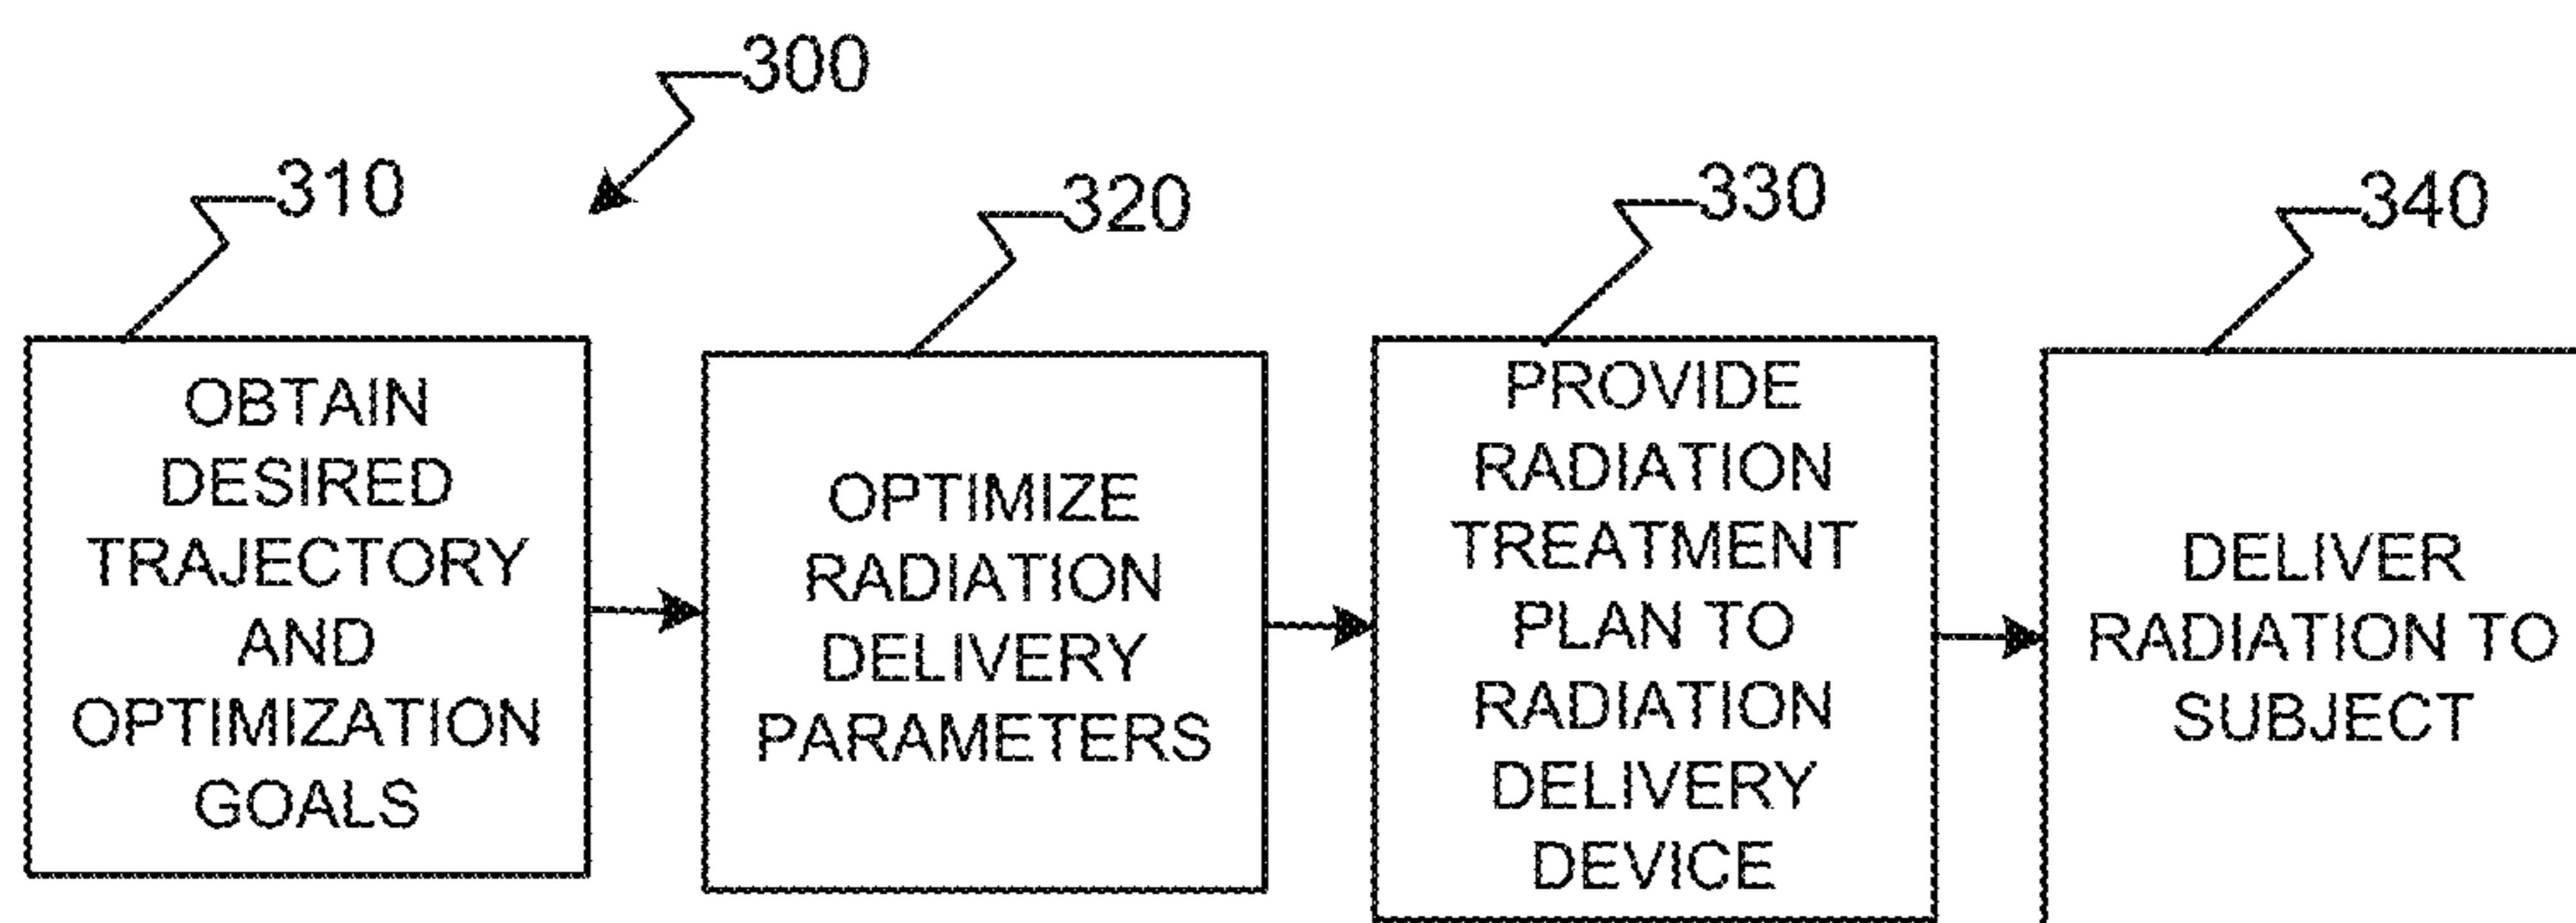 300
310
OBTAIN
DESIRED
TRAJECTORY
AND
OPTIMIZATION
GOALS
320
OPTIMIZE
RADIATION
DELIVERY
PARAMETERS
330
PROVIDE
RADIATION
TREATMENT
PLAN TO
RADIATION
DELIVERY
DEVICE
340
DELIVER
RADIATION TO
SUBJECT